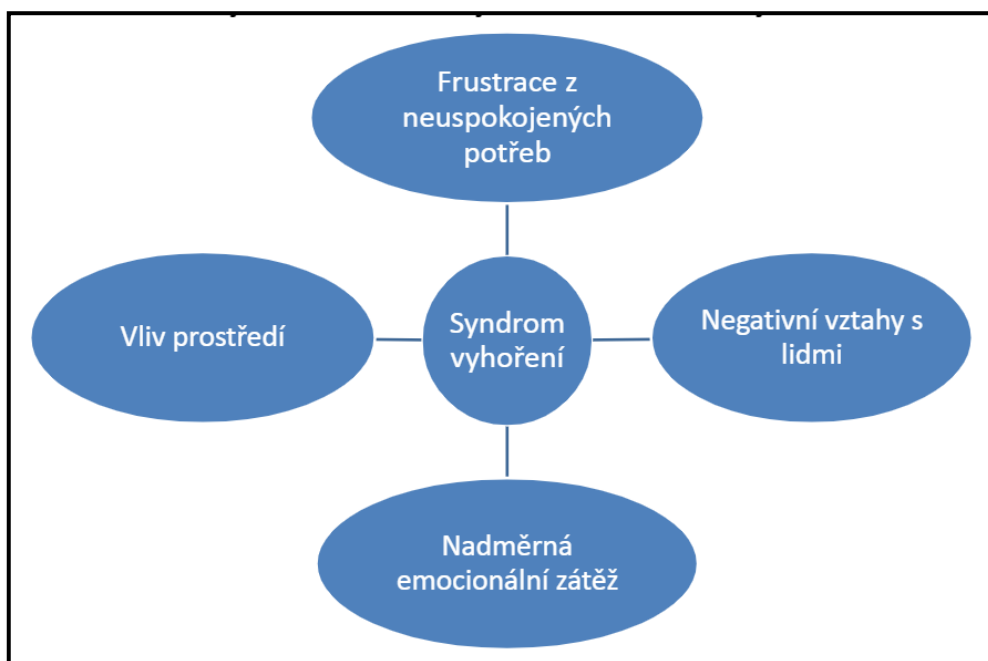 Frustrace z
neuspokojených
potřeb
Vliv prostředí
Syndrom
vyhoření
Negativní vztahy s
lidmi
Nadměrná
emocionální zátěž